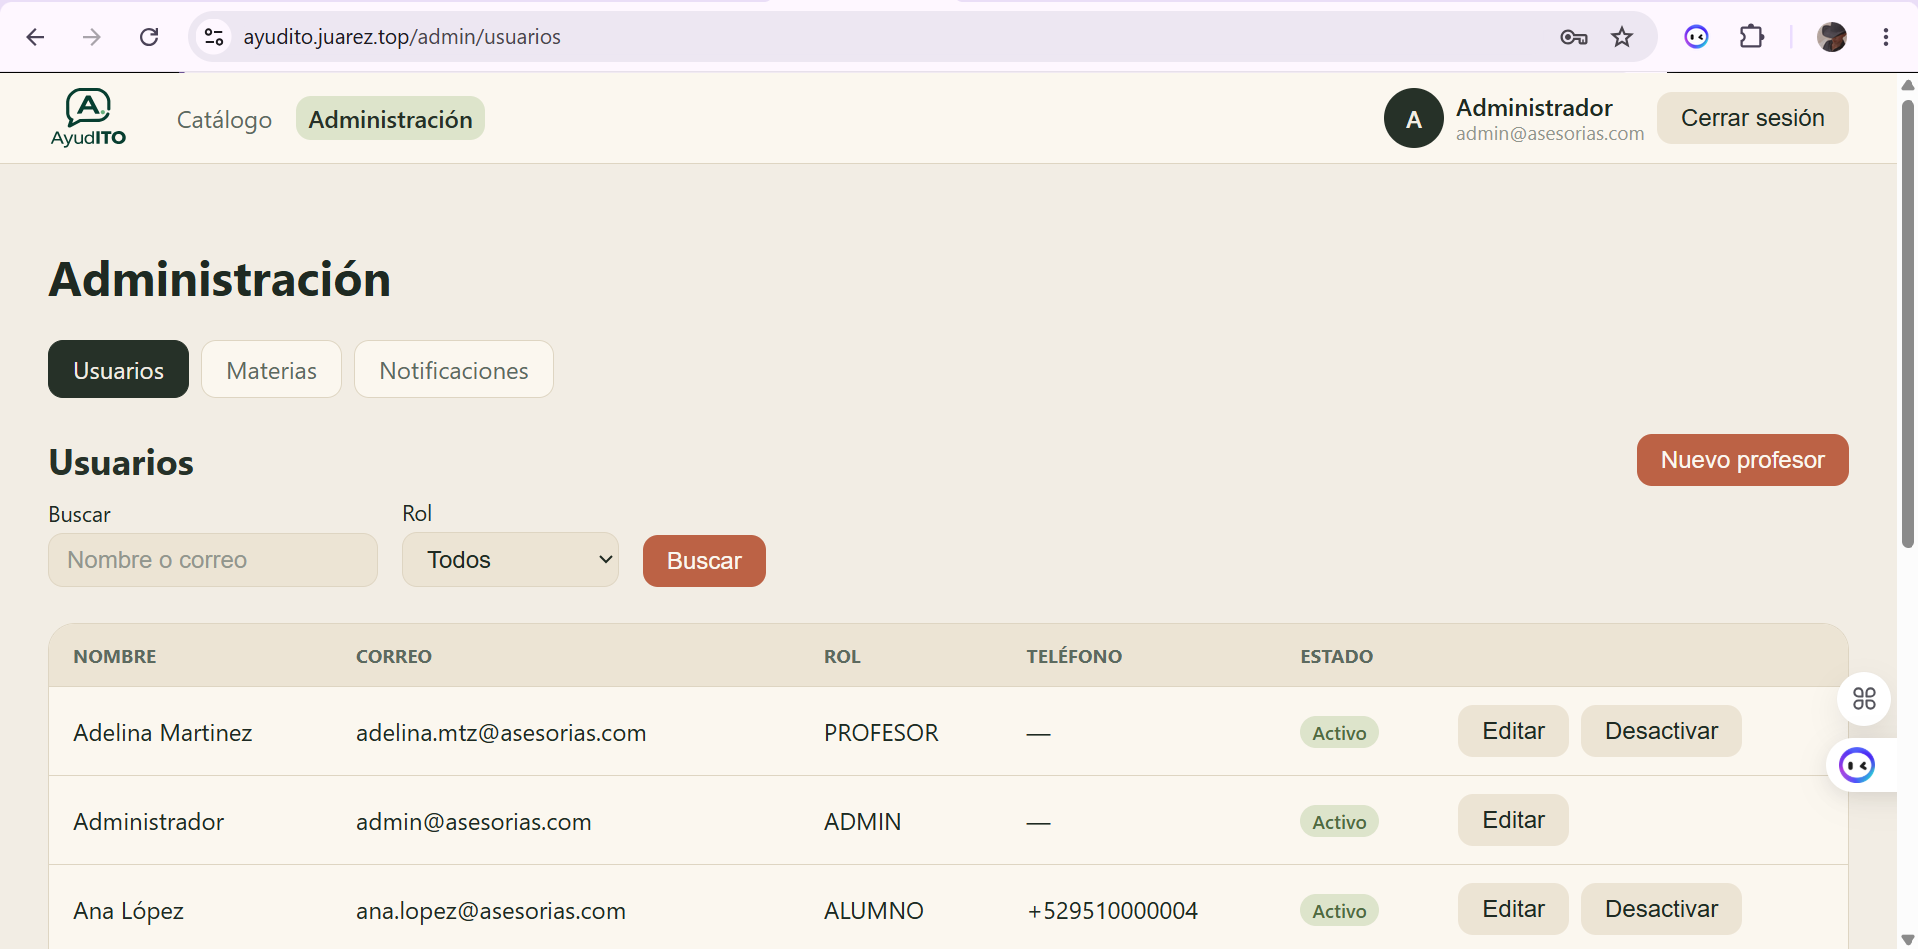 ayudito.juarez.top/admin/usuarios
A.
AyudITO
Catálogo
Administración
A
Administrador
admin@asesorias.com
Cerrar sesión
Administración
Usuarios
Materias
Notificaciones
Usuarios
Nuevo profesor
Buscar
Rol
Nombre o correo
Todos
Buscar
NOMBRE CORREO ROL TELÉFONO ESTADO
Adelina Martinez adelina.mtz@asesorias.com PROFESOR — Activo Editar Desactivar
Administrador admin@asesorias.com ADMIN — Activo Editar
Ana López ana.lopez@asesorias.com ALUMNO +529510000004 Activo Editar Desactivar